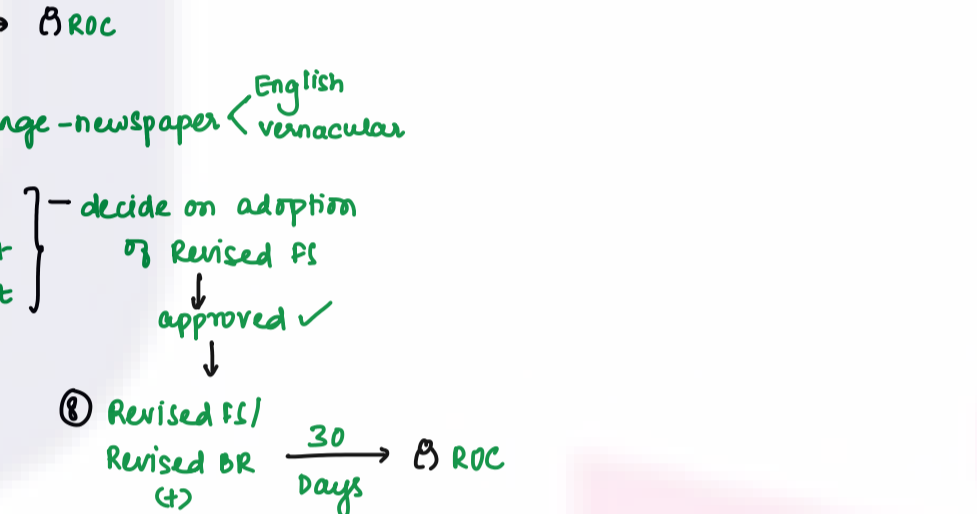 ROC
English
nge-newspaper < vernacular
- decide on adoption
r of Revised FS
t
approved ✓
⑧ Revised FS/
30
Revised BR → ROC
(+) Days